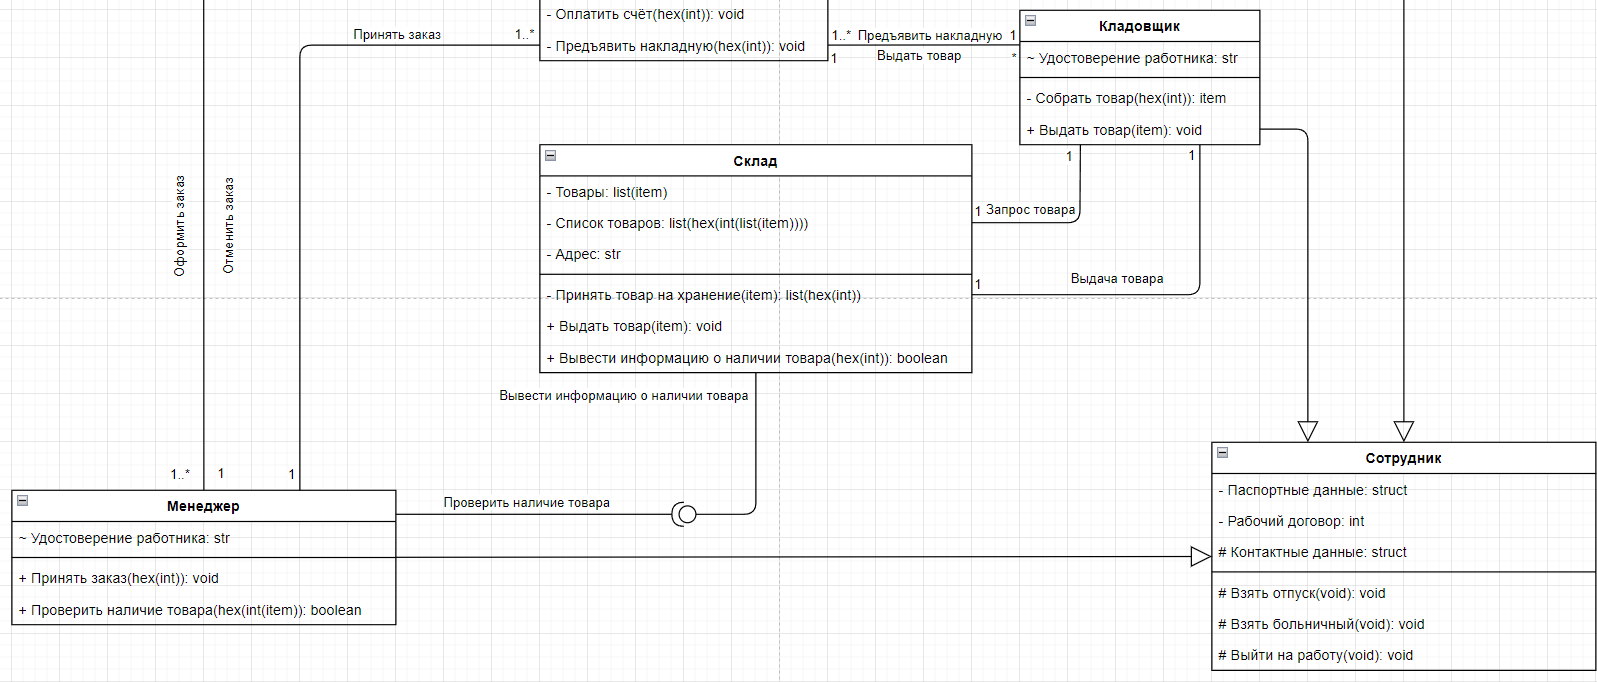 - Оплатить счёт(hex(int)): void
- Предъявить накладную(hex(int)): void
Принять заказ
1..*
1..*
Предъявить накладную
1
1
Выдать товар
*
Кладовщик
~ Удостоверение работника: str
- Собрать товар(hex(int)): item
+ Выдать товар(item): void
1
1
Склад
- Товары: list(item)
- Список товаров: list(hex(int(list(item))))
- Адрес: str
- Принять товар на хранение(item): list(hex(int))
+ Выдать товар(item): void
+ Вывести информацию о наличии товара(hex(int)): boolean
1
Запрос товара
1
Выдача товара
Оформить заказ
Отменить заказ
Вывести информацию о наличии товара
1..*
1
1
Менеджер
~ Удостоверение работника: str
+ Принять заказ(hex(int)): void
+ Проверить наличие товара(hex(int(item)): boolean
Проверить наличие товара
Сотрудник
- Паспортные данные: struct
- Рабочий договор: int
# Контактные данные: struct
# Взять отпуск(void): void
# Взять больничный(void): void
# Выйти на работу(void): void